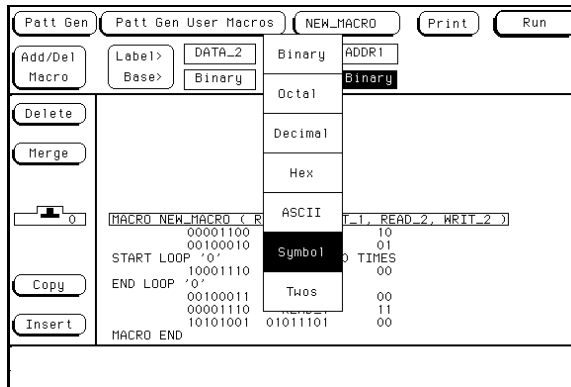 Patt Gen Patt Gen User Macros NEW_MACRO Print Run
Add/Del Macro
Label> DATA_2 ADDR1
Base> Binary Binary
Binary
Octal
Decimal
Hex
ASCII
Symbol
Twos
Delete
Merge
0
Copy
Insert
MACRO NEW_MACRO ( R T_1, READ_2, WRIT_2 )
00001100 10
00100010 01
START LOOP '0' TIMES
10001110 00
END LOOP '0'
00100011 00
00001110 11
10101001 01011101 00
MACRO END